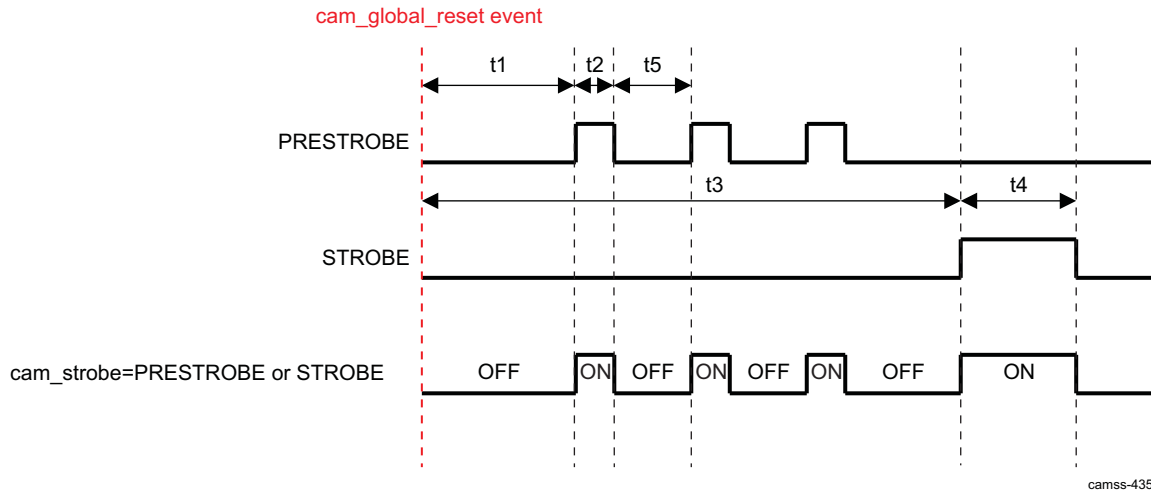 cam_global_reset event
t1 t2 t5
PRESTROBE
t3 t4
STROBE
cam_strobe=PRESTROBE or STROBE OFF ON OFF ON OFF ON OFF ON
camss-435